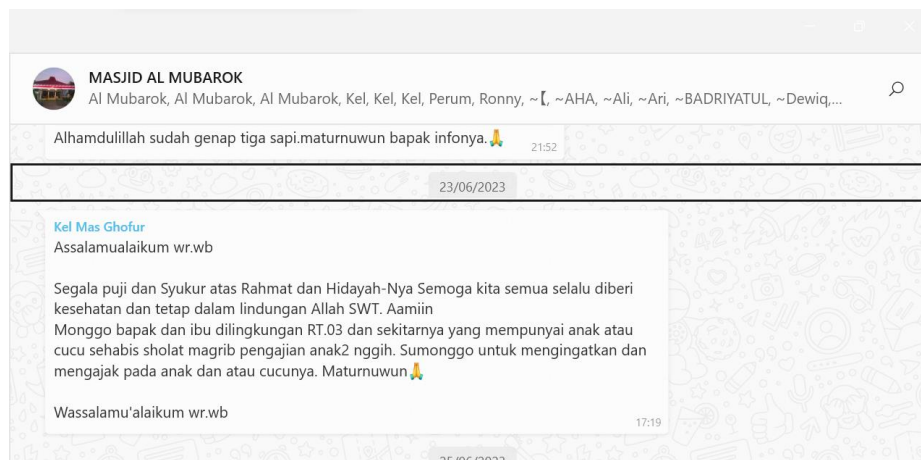 MASJID AL MUBAROK
Al Mubarok, Al Mubarok, Al Mubarok, Kel, Kel, Kel, Perum, Ronny, ~【, ~AHA, ~Ali, ~Ari, ~BADRIYATUL, ~Dewiq,...
Alhamdulillah sudah genap tiga sapi.maturnuwun bapak infonya.🙏
21:52
23/06/2023
Kel Mas Ghofur
Assalamualaikum wr.wb
Segala puji dan Syukur atas Rahmat dan Hidayah-Nya Semoga kita semua selalu diberi
kesehatan dan tetap dalam lindungan Allah SWT. Aamiin
Monggo bapak dan ibu dilingkungan RT.03 dan sekitarnya yang mempunyai anak atau
cucu sehabis sholat magrib pengajian anak2 nggih. Sumonggo untuk mengingatkan dan
mengajak pada anak dan atau cucunya. Maturnuwun🙏
Wassalamu'alaikum wr.wb
17:19
25/06/2023